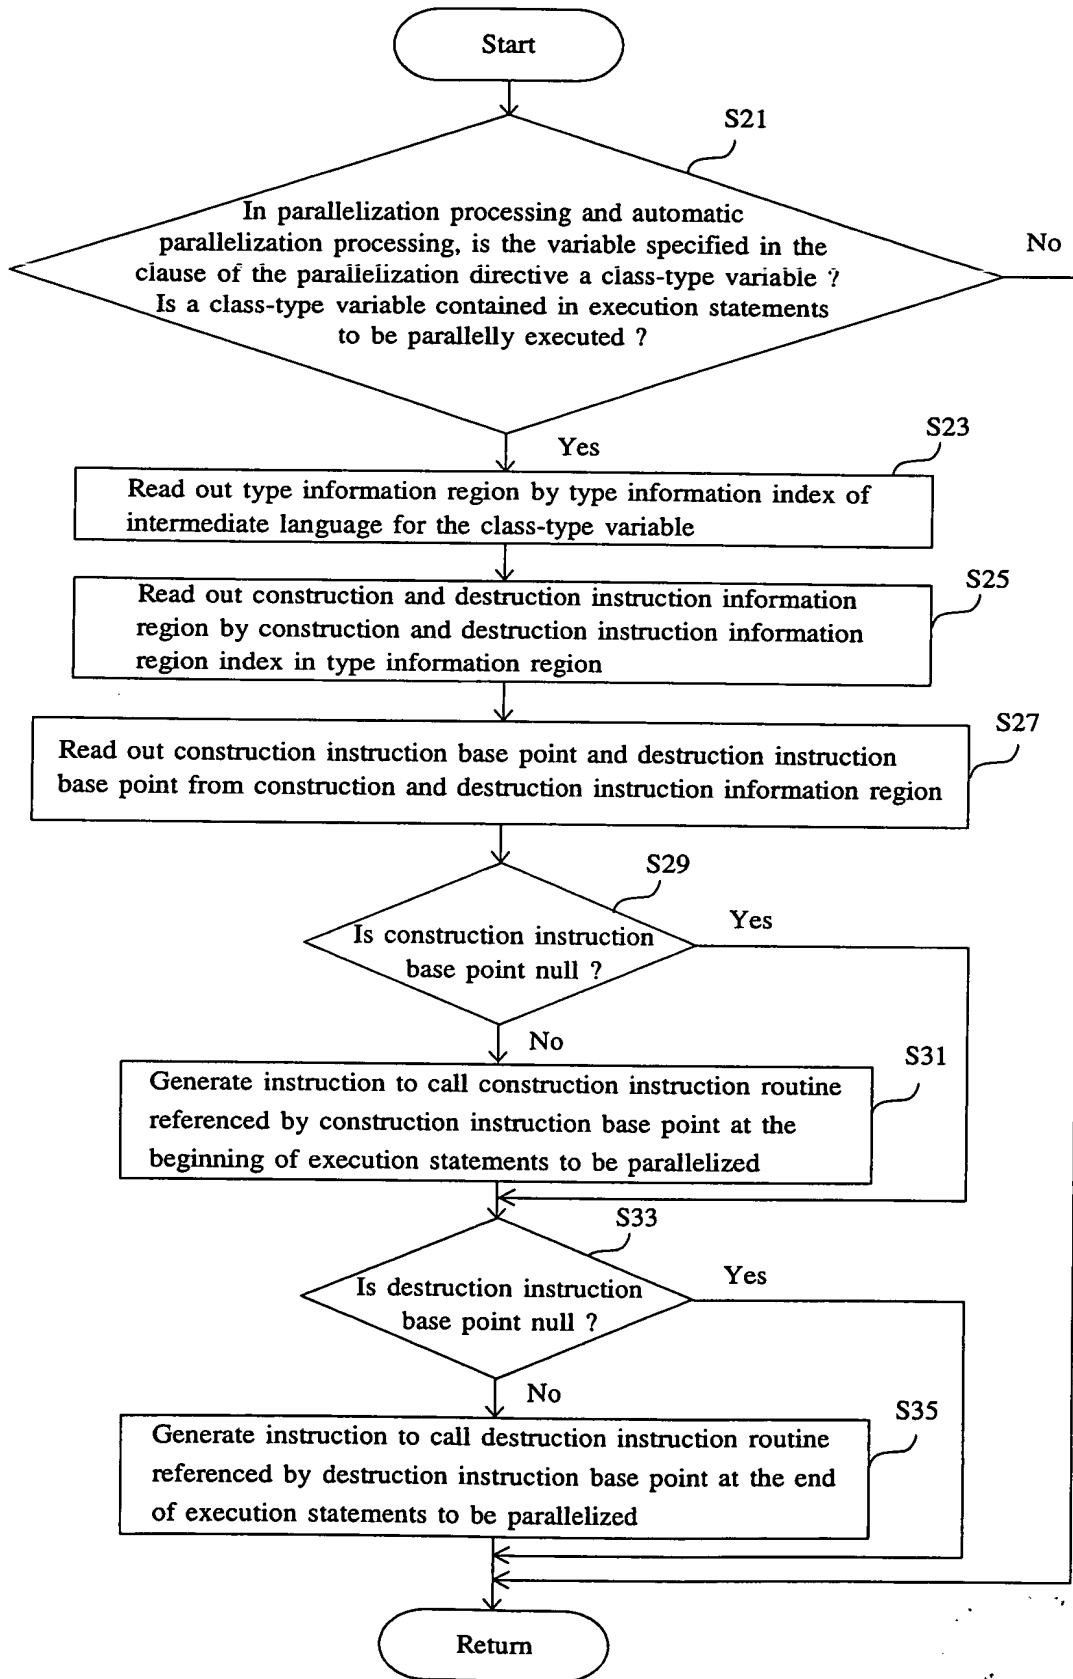 Start
S21
In parallelization processing and automatic
parallelization processing, is the variable specified in the
clause of the parallelization directive a class-type variable ?
Is a class-type variable contained in execution statements
to be parallelly executed ?
No
Yes
S23
Read out type information region by type information index of
intermediate language for the class-type variable
S25
Read out construction and destruction instruction information
region by construction and destruction instruction information
region index in type information region
S27
Read out construction instruction base point and destruction instruction
base point from construction and destruction instruction information region
S29
Is construction instruction
base point null ?
Yes
No
S31
Generate instruction to call construction instruction routine
referenced by construction instruction base point at the
beginning of execution statements to be parallelized
S33
Is destruction instruction
base point null ?
Yes
No
S35
Generate instruction to call destruction instruction routine
referenced by destruction instruction base point at the end
of execution statements to be parallelized
Return